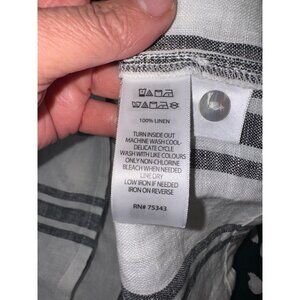 100% LINEN
TURN INSIDE OUT
MACHINE WASH COOL-
DELICATE CYCLE
WASH WITH LIKE COLOURS
ONLY NON-CHLORINE
BLEACH WHEN NEEDED
LINE DRY
LOW IRON IF NEEDED
IRON ON REVERSE
RN# 75343